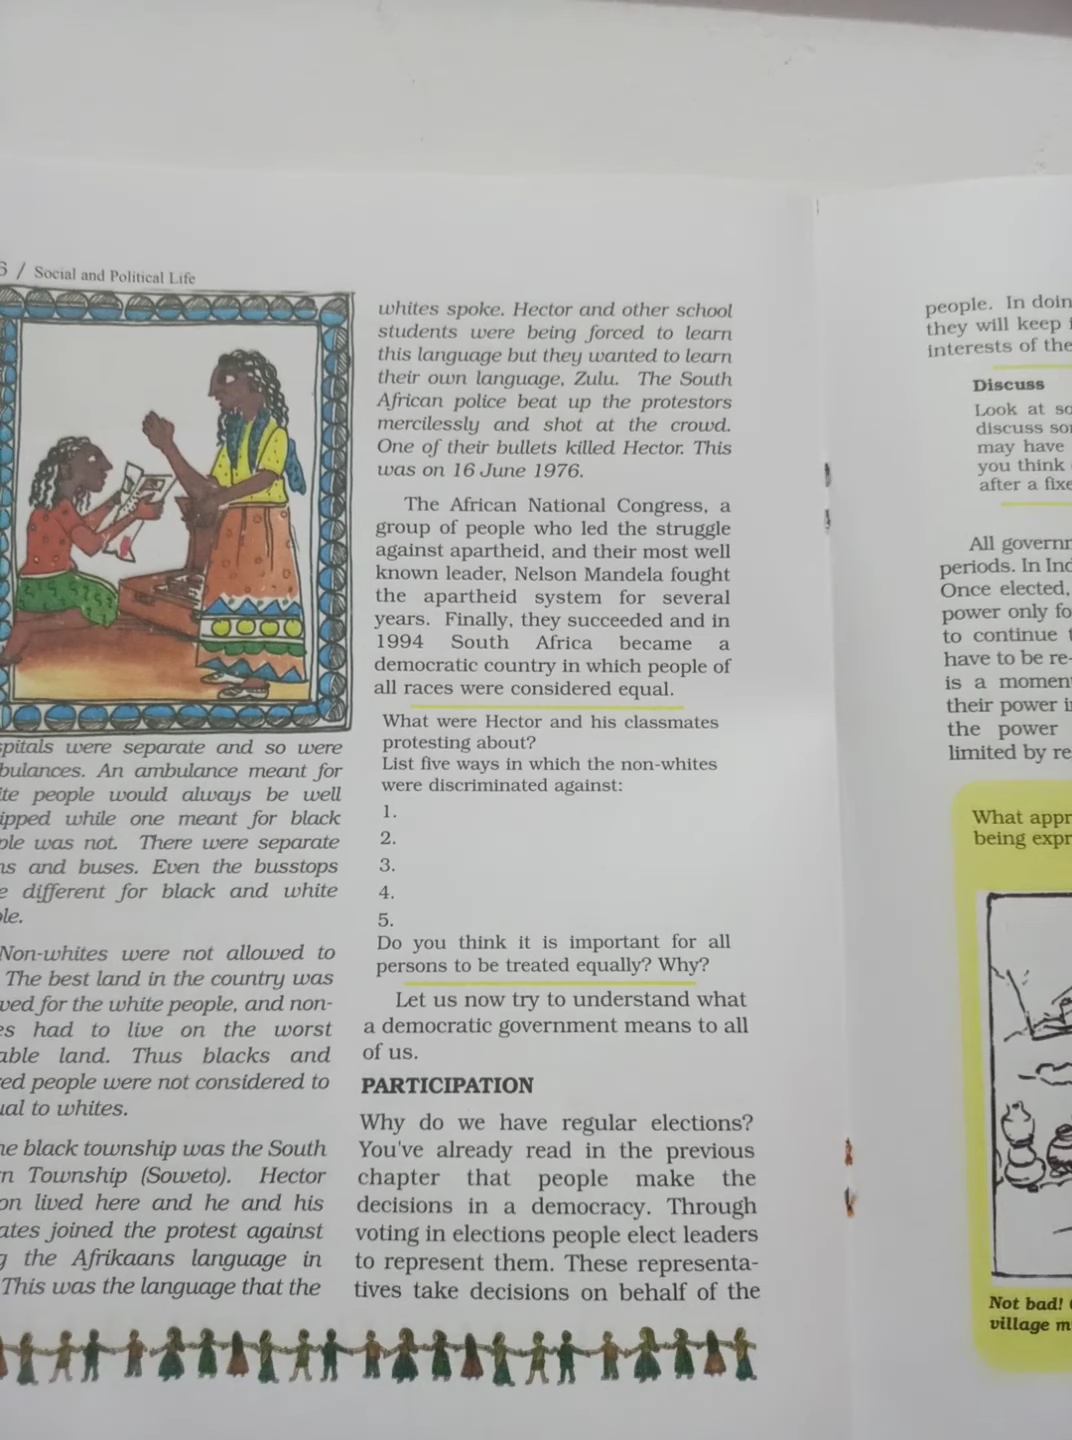 6 / Social and Political Life
spitals were separate and so were
bulances. An ambulance meant for
ite people would always be well
ipped while one meant for black
ple was not. There were separate
ns and buses. Even the busstops
e different for black and white
ple.
Non-whites were not allowed to
The best land in the country was
ved for the white people, and non-
es had to live on the worst
able land. Thus blacks and
red people were not considered to
ual to whites.
ne black township was the South
rn Township (Soweto). Hector
on lived here and he and his
ates joined the protest against
g the Afrikaans language in
This was the language that the
whites spoke. Hector and other school
students were being forced to learn
this language but they wanted to learn
their own language, Zulu. The South
African police beat up the protestors
mercilessly and shot at the crowd.
One of their bullets killed Hector. This
was on 16 June 1976.
The African National Congress, a
group of people who led the struggle
against apartheid, and their most well
known leader, Nelson Mandela fought
the apartheid system for several
years. Finally, they succeeded and in
1994 South Africa became a
democratic country in which people of
all races were considered equal.
What were Hector and his classmates
protesting about?
List five ways in which the non-whites
were discriminated against:
1.
2.
3.
4.
5.
Do you think it is important for all
persons to be treated equally? Why?
Let us now try to understand what
a democratic government means to all
of us.
PARTICIPATION
Why do we have regular elections?
You've already read in the previous
chapter that people make the
decisions in a democracy. Through
voting in elections people elect leaders
to represent them. These representa-
tives take decisions on behalf of the
people. In doin
they will keep
interests of the
Discuss
Look at so
discuss so
may have
you think
after a fixe
All governm
periods. In Ind
Once elected,
power only fo
to continue
have to be re-
is a momen
their power i
the power
limited by re
What appr
being expr
Not bad!
village m